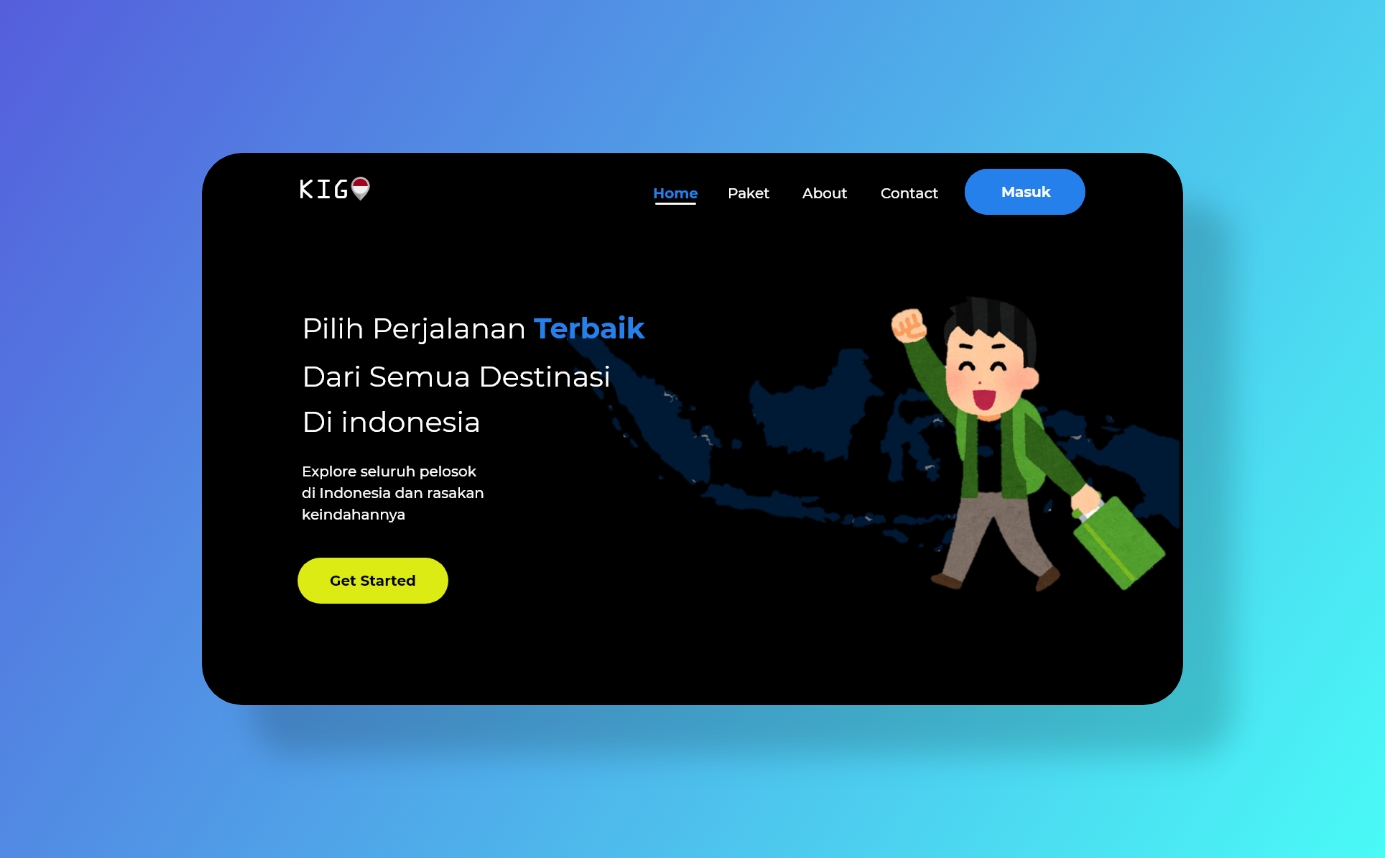 KIGO
Home Paket About Contact Masuk
Pilih Perjalanan Terbaik
Dari Semua Destinasi
Di indonesia
Explore seluruh pelosok
di Indonesia dan rasakan
keindahannya
Get Started